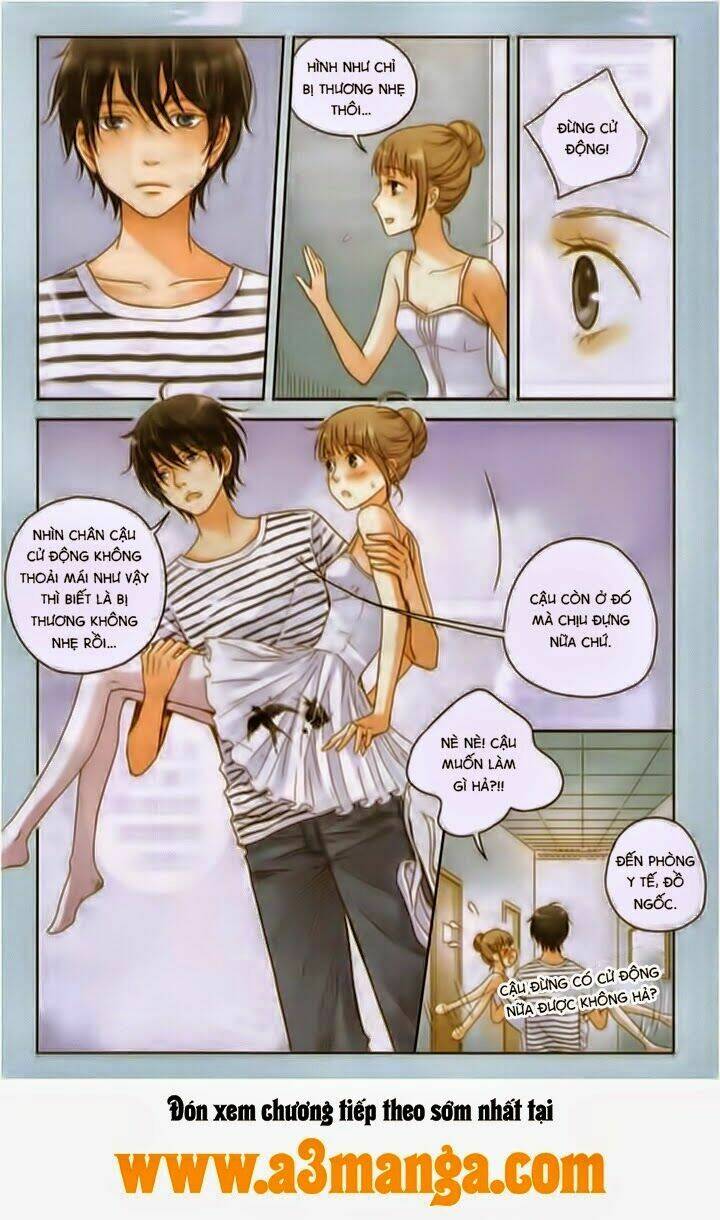 HÌNH NHƯ CHỈ
BỊ THƯƠNG NHẸ
THÔI...
ĐỪNG CỬ
ĐỘNG!
NHÌN CHÂN CẬU
CỬ ĐỘNG KHÔNG
THOẢI MÁI NHƯ VẬY
THÌ BIẾT LÀ BỊ
THƯƠNG KHÔNG
NHẸ RỒI...
CẬU CÒN Ở ĐÓ
MÀ CHỊU ĐỰNG
NỮA CHỨ.
NÈ NÈ! CẬU
MUỐN LÀM
GÌ HẢ?!!
ĐẾN PHÒNG
Y TẾ, ĐỒ
NGỐC.
CẬU ĐỪNG CÓ CỬ ĐỘNG
NỮA ĐƯỢC KHÔNG HẢ?
Đón xem chương tiếp theo sớm nhất tại
www.a3manga.com